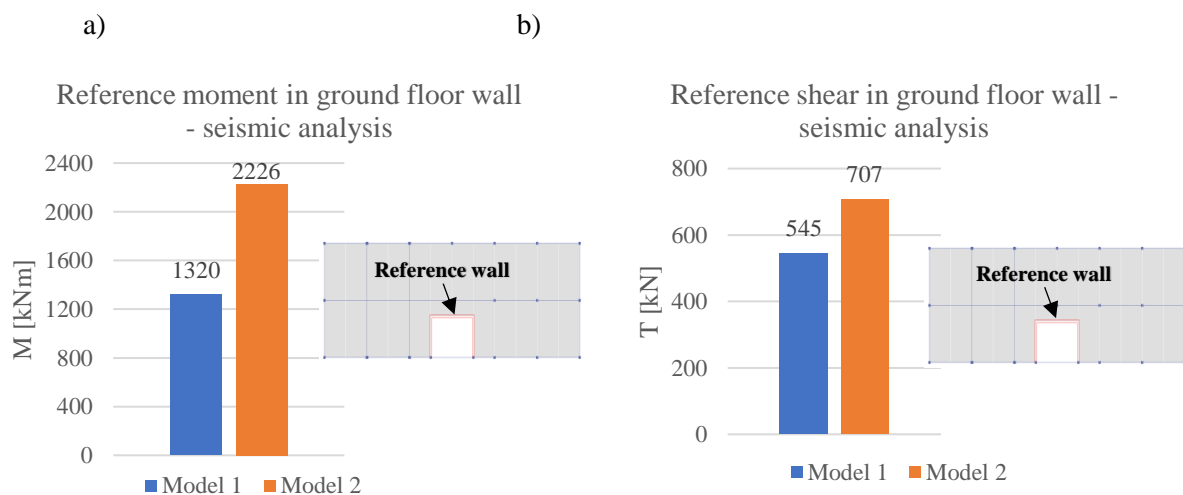 a)
Reference moment in ground floor wall
- seismic analysis
M [kNm]
2400
2000
1600
1200
800
400
0
1320
2226
Reference wall
Model 1 Model 2
b)
Reference shear in ground floor wall -
seismic analysis
T [kN]
800
600
400
200
0
545
707
Reference wall
Model 1 Model 2